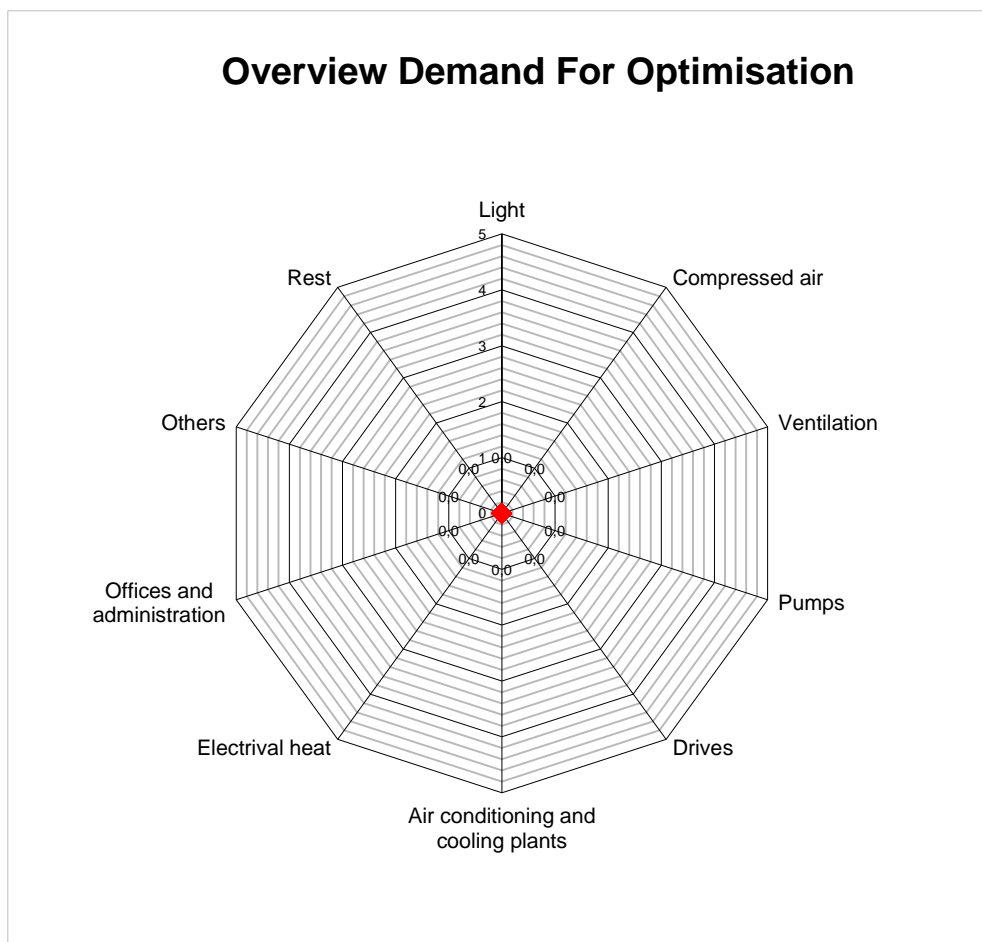 Overview Demand For Optimisation
Light
5
Rest
Compressed air
4
3
2
Others
Ventilation
1 0,0
0,0 0,0
0,0 0,0
0
0,0 0,0
0,0 0,0
0,0
Offices and
administration
Pumps
Electrival heat
Drives
Air conditioning and
cooling plants